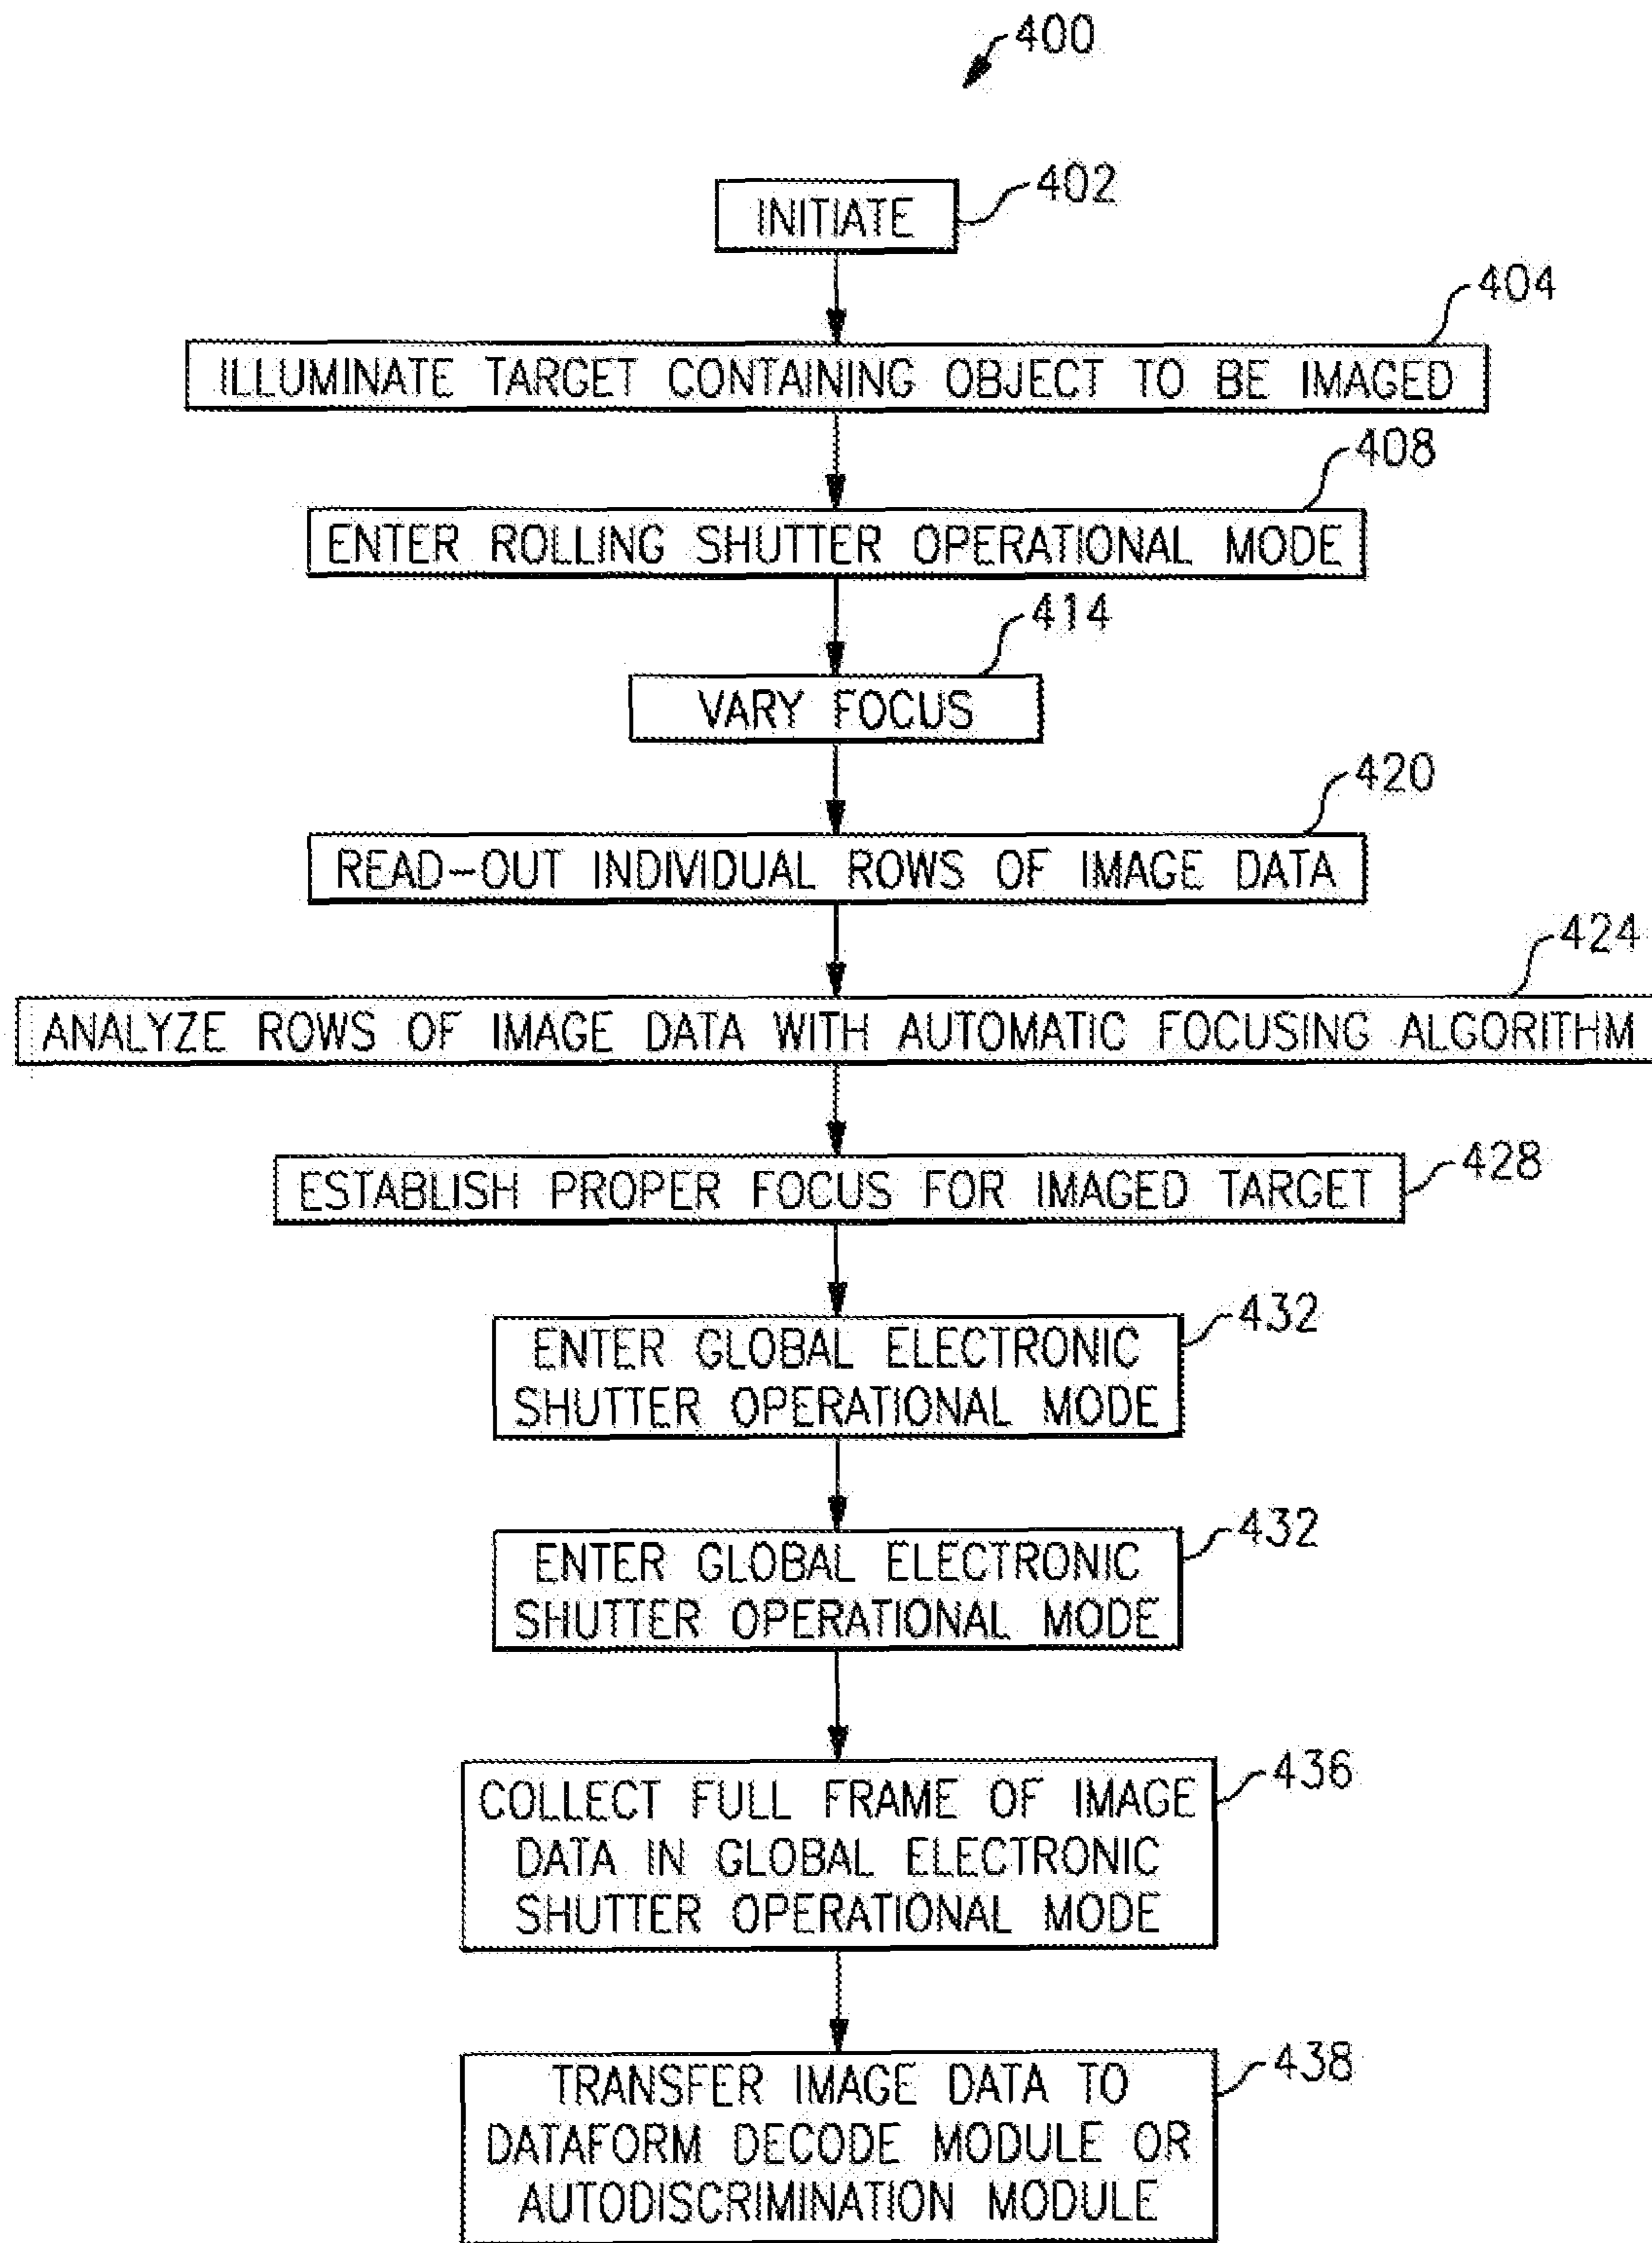 400
402
INITIATE
404
ILLUMINATE TARGET CONTAINING OBJECT TO BE IMAGED
408
ENTER ROLLING SHUTTER OPERATIONAL MODE
414
VARY FOCUS
420
READ-OUT INDIVIDUAL ROWS OF IMAGE DATA
424
ANALYZE ROWS OF IMAGE DATA WITH AUTOMATIC FOCUSING ALGORITHM
ESTABLISH PROPER FOCUS FOR IMAGED TARGET
428
ENTER GLOBAL ELECTRONIC
SHUTTER OPERATIONAL MODE
432
ENTER GLOBAL ELECTRONIC
SHUTTER OPERATIONAL MODE
432
COLLECT FULL FRAME OF IMAGE
DATA IN GLOBAL ELECTRONIC
SHUTTER OPERATIONAL MODE
436
TRANSFER IMAGE DATA TO
DATAFORM DECODE MODULE OR
AUTODISCRIMINATION MODULE
438